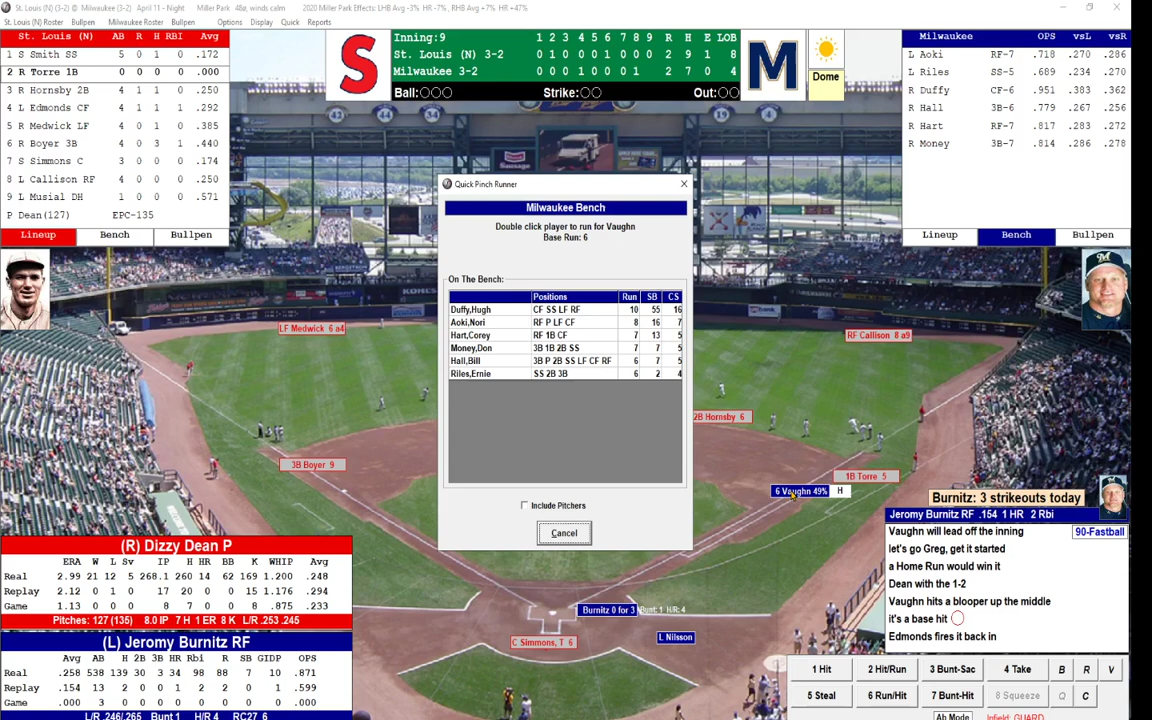 St. Louis (N) (3-2) @ Milwaukee (3-2) April 11 - Night Miller Park 48°, winds calm 2020 Miller Park Effects: LHB Avg -3% HR -7%, RHB Avg +7% HR +47%
St. Louis (N) Roster Bullpen Milwaukee Roster Bullpen Options Display Quick Reports
St. Louis (N) AB R H RBI Avg
1 S Smith SS 5 0 1 0 .172
2 R Torre 1B 0 0 0 0 .000
3 R Hornsby 2B 4 1 1 0 .250
4 L Edmonds CF 4 1 1 1 .292
5 R Medwick LF 4 0 1 1 .385
6 R Boyer 3B 4 0 3 1 .440
7 S Simmons C 3 0 0 0 .174
8 L Callison RF 4 0 0 0 .250
9 L Musial DH 1 0 0 0 .571
P Dean(127) EPC-135
Lineup Bench Bullpen
S
Inning:9 1 2 3 4 5 6 7 8 9 R H E LOB
St. Louis (N) 3-2 0 0 0 1 0 1 0 0 0 2 9 1 8
Milwaukee 3-2 0 0 0 1 0 0 0 1 2 7 0 4
Ball: Strike: Out:
M
Dome
Milwaukee OPS vsL vsR
L Aoki RF-7 .718 .270 .286
L Riles SS-5 .689 .234 .270
R Duffy CF-6 .951 .383 .362
R Hall 3B-6 .779 .267 .256
R Hart RF-7 .817 .283 .272
R Money 3B-7 .814 .286 .278
Lineup Bench Bullpen
42 44 19 4
Quick Pinch Runner
Milwaukee Bench
Double click player to run for Vaughn
Base Run: 6
On The Bench:
Positions Run SB CS
Duffy,Hugh CF SS LF RF 10 55 16
Aoki,Nori RF P LF CF 8 16 7
Hart,Corey RF 1B CF 7 13 5
Money,Don 3B 1B 2B SS 7 7 5
Hall,Bill 3B P 2B SS LF CF RF 6 7 5
Riles,Ernie SS 2B 3B 6 2 4
Include Pitchers
Cancel
LF Medwick 6 a4
RF Callison 8 a9
2B Hornsby 6
3B Boyer 9
1B Torre 5
6 Vaughn 49% H
Burnitz 0 for 3 Bunt: 1 H/R: 4
C Simmons, T 6
L Nilsson
(R) Dizzy Dean P
ERA W L Sv IP H HR BB K WHIP Avg
Real 2.99 21 12 5 268.1 260 14 62 169 1.200 .248
Replay 2.12 0 1 0 17 20 0 0 15 1.176 .294
Game 1.13 0 0 0 8 7 0 0 8 .875 .233
Pitches: 127 (135) 8.0 IP 7 H 1 ER 8 K L/R .253 .245
(L) Jeromy Burnitz RF
Avg AB H 2B 3B HR Rbi R SB GIDP OPS
Real .258 538 139 30 3 34 98 88 7 10 .871
Replay .154 13 2 0 0 1 2 2 0 1 .599
Game .000 3 0 0 0 0 0 0 0 0 .000
L/R .246/.265 Bunt 1 H/R 4 RC27 6
Burnitz: 3 strikeouts today
Jeromy Burnitz RF .154 1 HR 2 Rbi
Vaughn will lead off the inning
90-Fastball
let's go Greg, get it started
a Home Run would win it
Dean with the 1-2
Vaughn hits a blooper up the middle
it's a base hit
Edmonds fires it back in
1 Hit 2 Hit/Run 3 Bunt-Sac 4 Take B R V
5 Steal 6 Run/Hit 7 Bunt-Hit 8 Squeeze Q C
Ab Mode Infield: GUARD